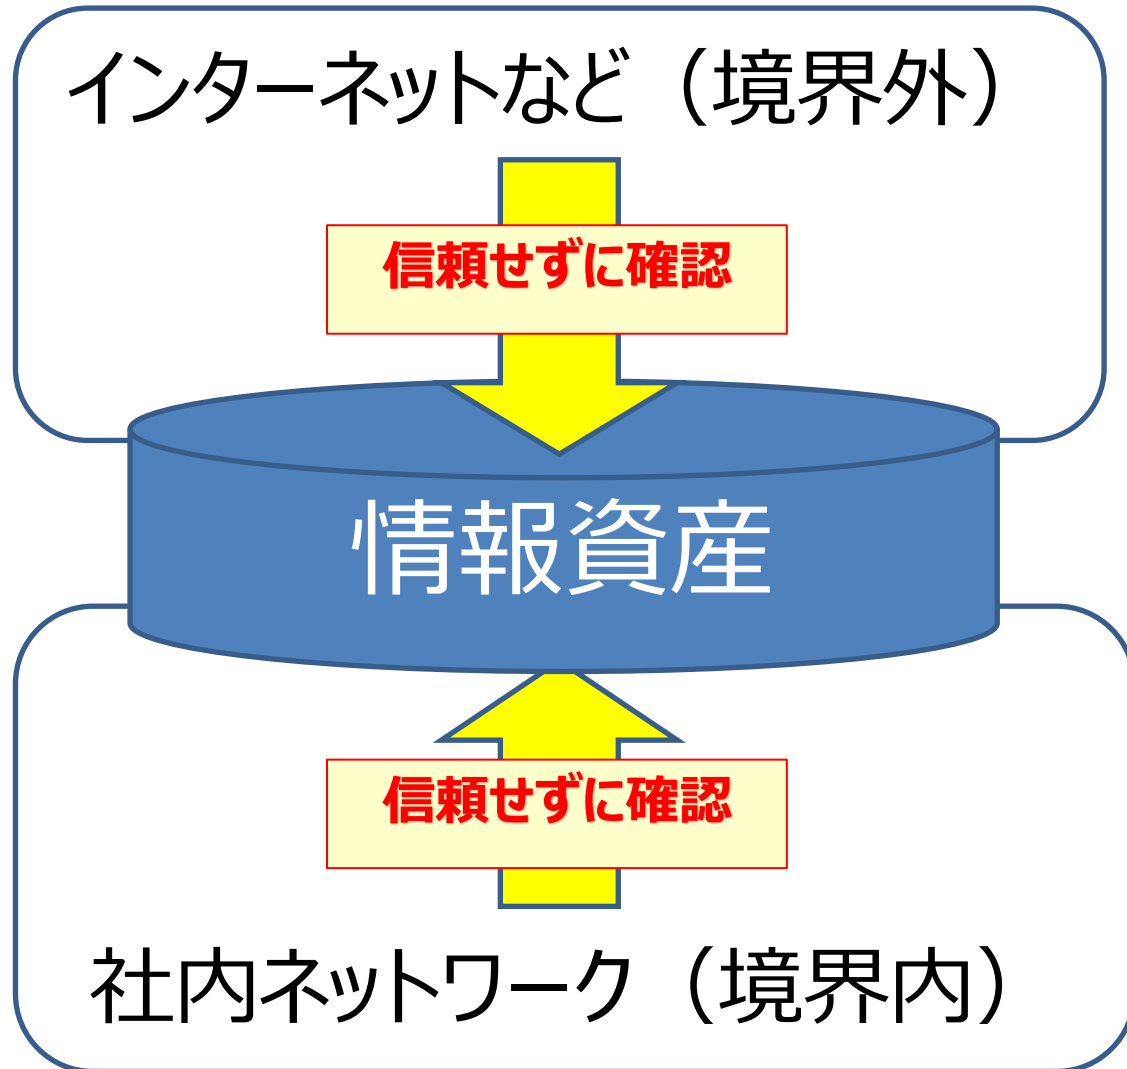 インターネットなど（境界外）
信頼せずに確認
情報資産
信頼せずに確認
社内ネットワーク（境界内）